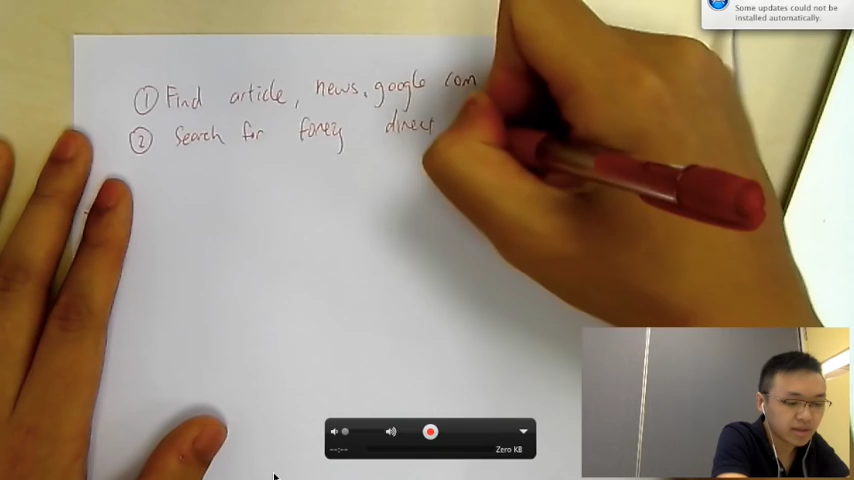 Some updates could not be
installed automatically.
① Find article, news.google com
② Search for foreig direct
--:--
Zero KB